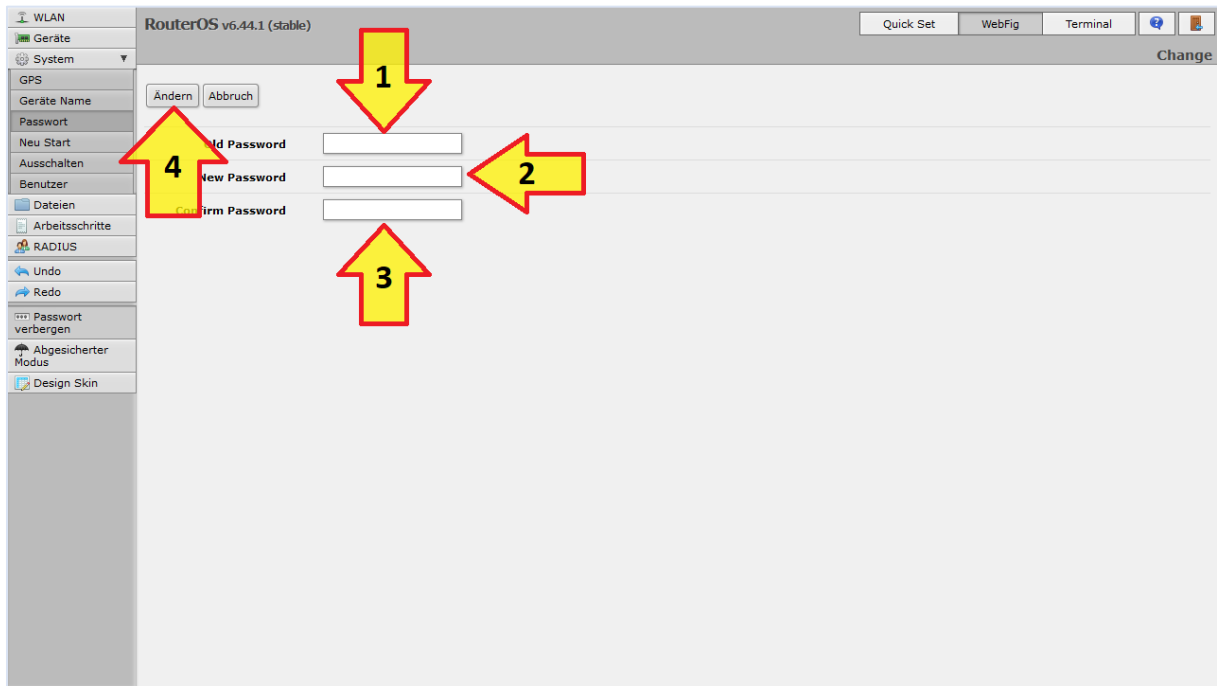 WLAN
Geräte
System ▼
GPS
Geräte Name
Passwort
Neu Start
Ausschalten
Benutzer
Dateien
Arbeitsschritte
RADIUS
Undo
Redo
Passwort
verbergen
Abgesicherter
Modus
Design Skin
RouterOS v6.44.1 (stable)
Quick Set WebFig Terminal
Change
Ändern Abbruch
1
ld Password
2
New Password
4
Confirm Password
3